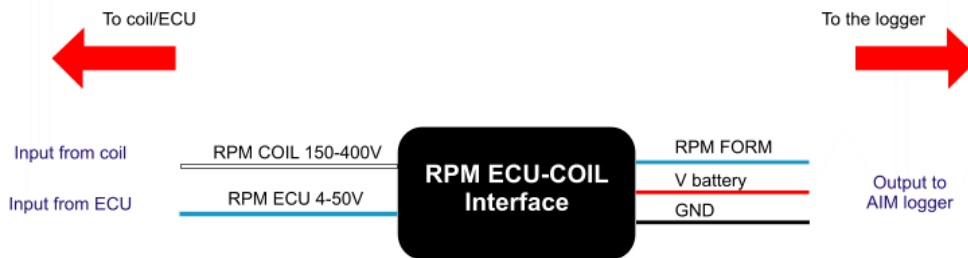 To coil/ECU
To the logger
Input from coil
RPM COIL 150-400V
Input from ECU
RPM ECU 4-50V
RPM ECU-COIL
Interface
RPM FORM
V battery
GND
Output to
AIM logger